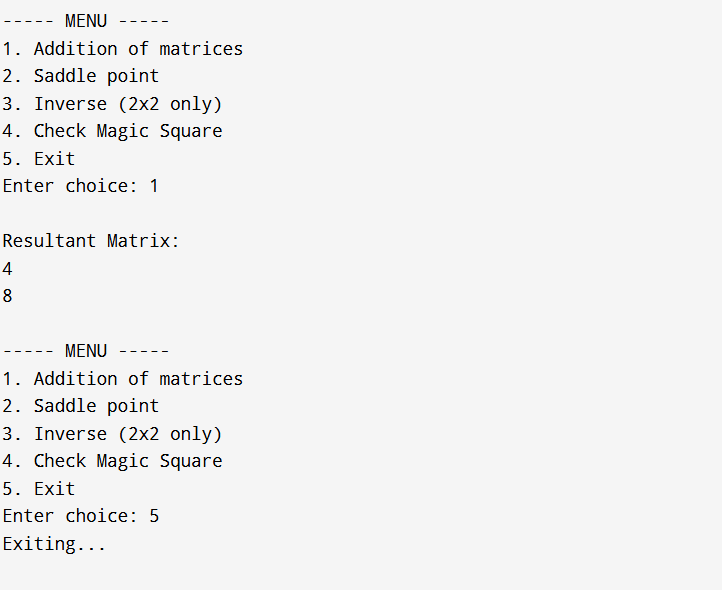 ----- MENU -----
1. Addition of matrices
2. Saddle point
3. Inverse (2x2 only)
4. Check Magic Square
5. Exit
Enter choice: 1
Resultant Matrix:
4
8
----- MENU -----
1. Addition of matrices
2. Saddle point
3. Inverse (2x2 only)
4. Check Magic Square
5. Exit
Enter choice: 5
Exiting...